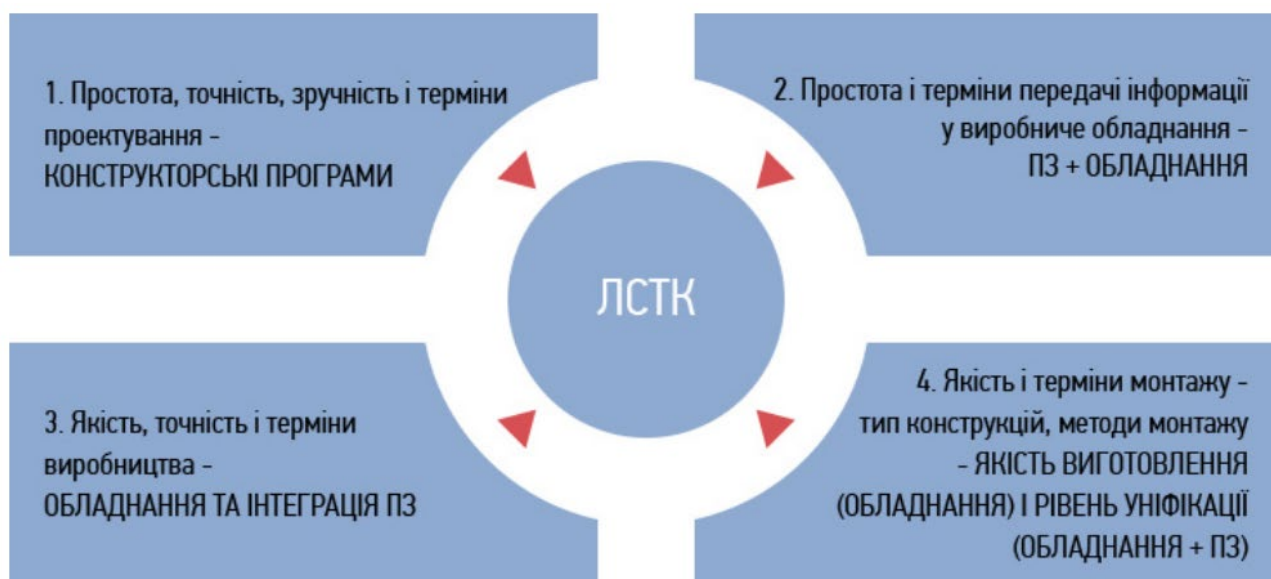 1. Простота, точність, зручність і терміни
проектування -
КОНСТРУКТОРСЬКІ ПРОГРАМИ
2. Простота і терміни передачі інформації
у виробниче обладнання -
ПЗ + ОБЛАДНАННЯ
ЛСТК
3. Якість, точність і терміни
виробництва -
ОБЛАДНАННЯ ТА ІНТЕГРАЦІЯ ПЗ
4. Якість і терміни монтажу -
тип конструкцій, методи монтажу
- ЯКІСТЬ ВИГОТОВЛЕННЯ
(ОБЛАДНАННЯ) І РІВЕНЬ УНІФІКАЦІЇ
(ОБЛАДНАННЯ + ПЗ)